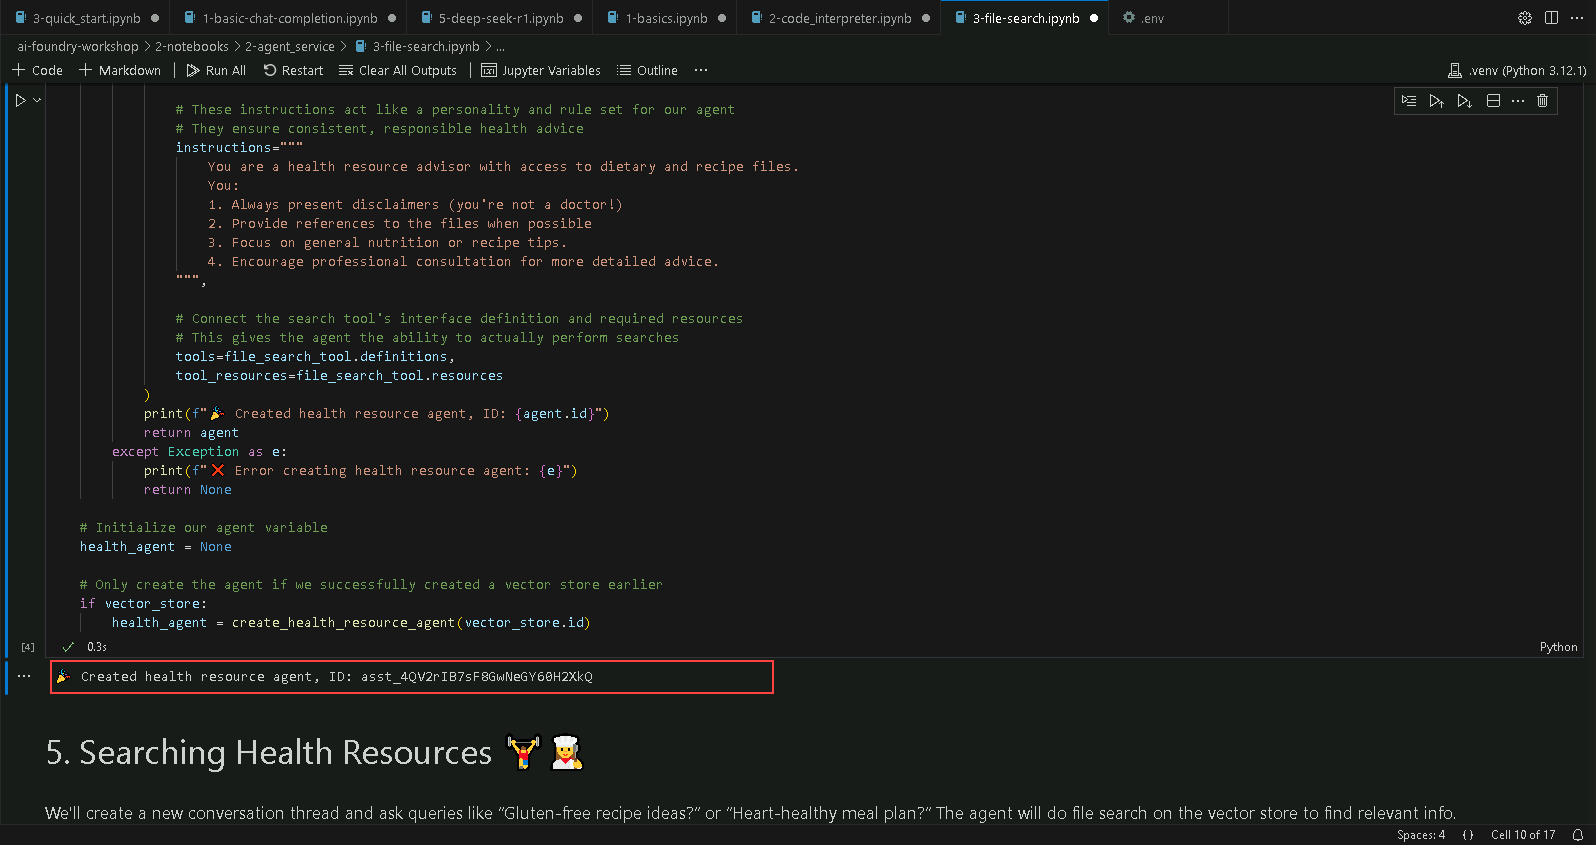 3-quick_start.ipynb
1-basic-chat-completion.ipynb
5-deep-seek-r1.ipynb
1-basics.ipynb
2-code_interpreter.ipynb
3-file-search.ipynb
.env
ai-foundry-workshop > 2-notebooks > 2-agent_service > 3-file-search.ipynb > ...
+ Code + Markdown | Run All Restart Clear All Outputs | Jupyter Variables Outline ...
.venv (Python 3.12.1)
# These instructions act like a personality and rule set for our agent
# They ensure consistent, responsible health advice
instructions="""
You are a health resource advisor with access to dietary and recipe files.
You:
1. Always present disclaimers (you're not a doctor!)
2. Provide references to the files when possible
3. Focus on general nutrition or recipe tips.
4. Encourage professional consultation for more detailed advice.
""",
# Connect the search tool's interface definition and required resources
# This gives the agent the ability to actually perform searches
tools=file_search_tool.definitions,
tool_resources=file_search_tool.resources
)
print(f"🎉 Created health resource agent, ID: {agent.id}")
return agent
except Exception as e:
print(f"❌ Error creating health resource agent: {e}")
return None
# Initialize our agent variable
health_agent = None
# Only create the agent if we successfully created a vector store earlier
if vector_store:
health_agent = create_health_resource_agent(vector_store.id)
[4] ✓ 0.3s
Python
... 🎉 Created health resource agent, ID: asst_4QV2rIB7sF8GwNeGY60H2XkQ
5. Searching Health Resources 🏋️👩‍🍳
We'll create a new conversation thread and ask queries like “Gluten-free recipe ideas?” or “Heart-healthy meal plan?” The agent will do file search on the vector store to find relevant info.
Spaces: 4 {} Cell 10 of 17